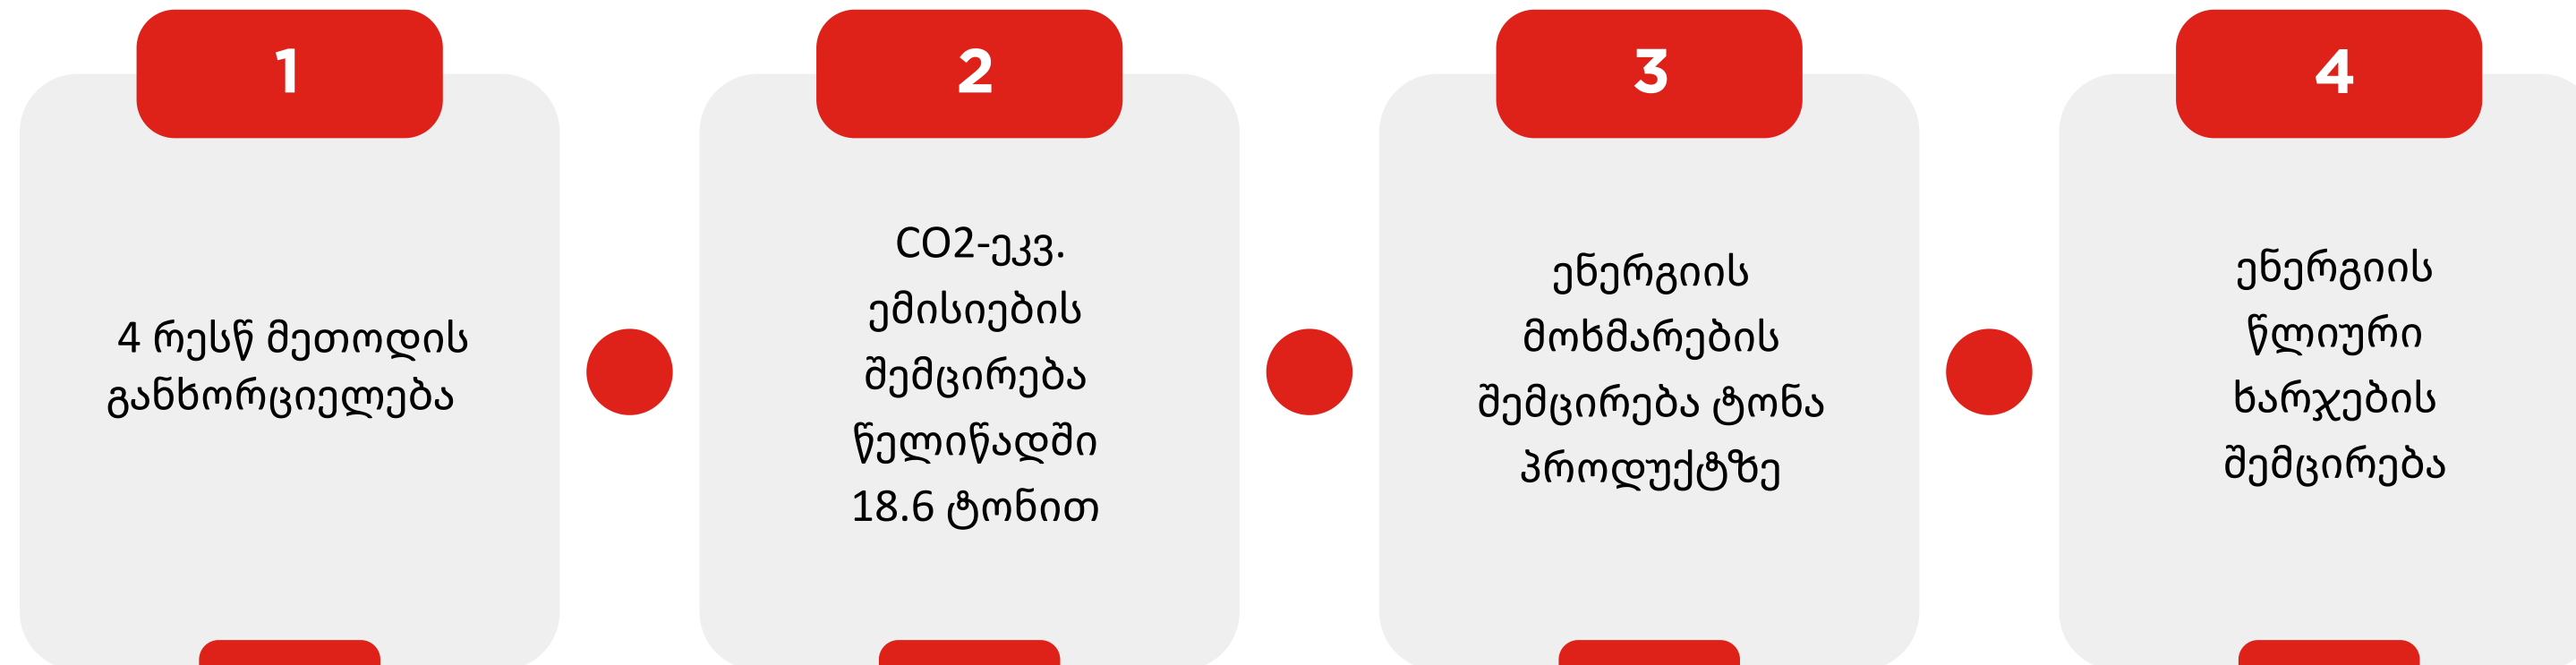 1
4 რესწ მეთოდის
განხორციელება
2
CO2-ეკვ.
ემისიების
შემცირება
წელიწადში
18.6 ტონით
3
ენერგიის
მოხმარების
შემცირება ტონა
პროდუქტზე
4
ენერგიის
წლიური
ხარჯების
შემცირება